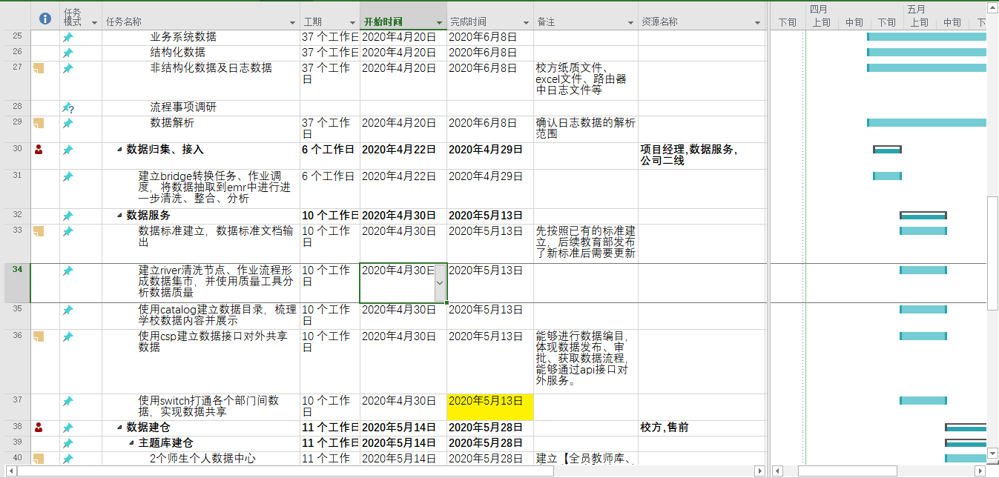 任务
模式
任务名称
工期
开始时间
完成时间
备注
资源名称
四月
五月
下旬
上旬
中旬
下旬
上旬
中旬
下
25
业务系统数据
37 个工作日
2020年4月20日
2020年6月8日
26
结构化数据
37 个工作日
2020年4月20日
2020年6月8日
27
非结构化数据及日志数据
37 个工作
日
2020年4月20日
2020年6月8日
校方纸质文件、
excel文件、路由器
中日志文件等
28
流程事项调研
29
数据解析
37 个工作
日
2020年4月20日
2020年6月8日
确认日志数据的解析
范围
30
数据归集、接入
6 个工作日
2020年4月22日
2020年4月29日
项目经理,数据服务,
公司二线
31
建立bridge转换任务、作业调
度，将数据抽取到emr中进行进
一步清洗、整合、分析
6 个工作日
2020年4月22日
2020年4月29日
32
数据服务
10 个工作日
2020年4月30日
2020年5月13日
33
数据标准建立，数据标准文档输
出
10 个工作
日
2020年4月30日
2020年5月13日
先按照已有的标准建
立，后续教育部发布
了新标准后需要更新
34
建立river清洗节点、作业流程形
成数据集市，并使用质量工具分
析数据质量
10 个工作
日
2020年4月30日
2020年5月13日
35
使用catalog建立数据目录，梳理
学校数据内容并展示
10 个工作
日
2020年4月30日
2020年5月13日
36
使用csp建立数据接口对外共享
数据
10 个工作
日
2020年4月30日
2020年5月13日
能够进行数据编目，
体现数据发布、审
批、获取数据流程，
能够通过api接口对
外服务。
37
使用switch打通各个部门间数
据，实现数据共享
10 个工作
日
2020年4月30日
2020年5月13日
38
数据建仓
11 个工作日
2020年5月14日
2020年5月28日
校方,售前
39
主题库建仓
11 个工作日
2020年5月14日
2020年5月28日
40
2个师生个人数据中心
11 个工作
2020年5月14日
2020年5月28日
建立【全员教师库、